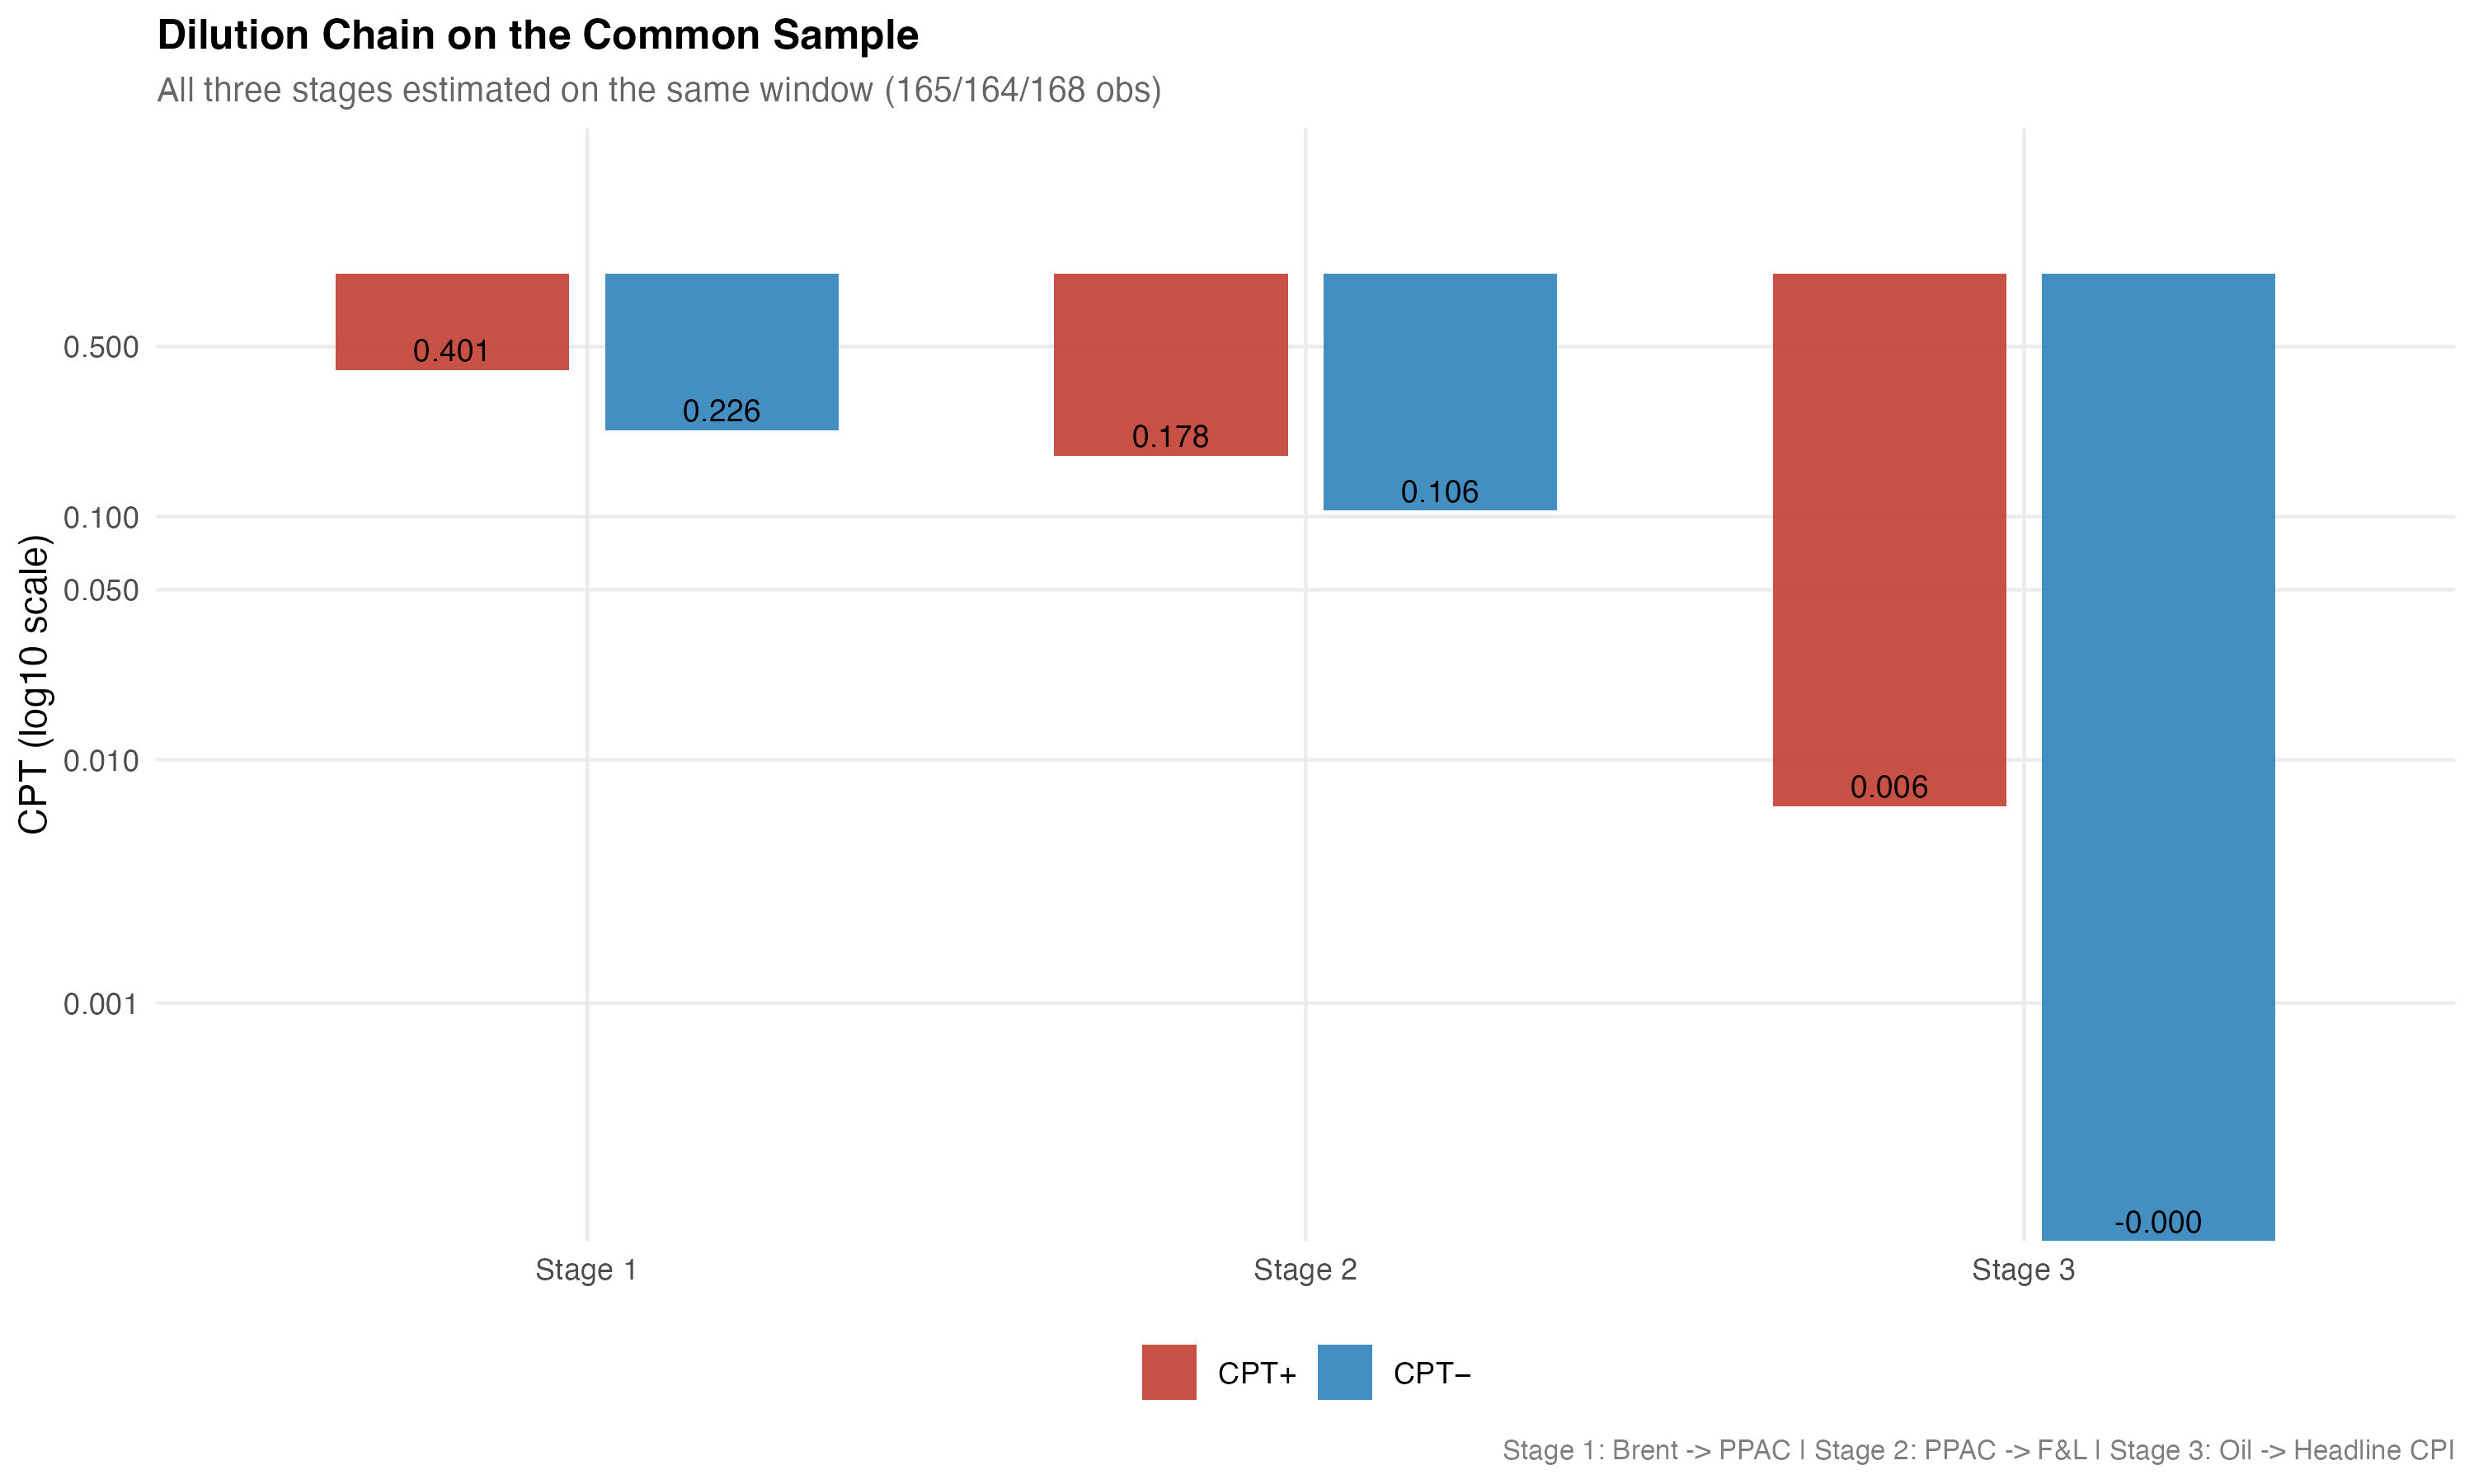 Dilution Chain on the Common Sample
All three stages estimated on the same window (165/164/168 obs)
CPT (log10 scale)
0.500
0.100
0.050
0.010
0.001
0.401
0.226
0.178
0.106
0.006
-0.000
Stage 1
Stage 2
Stage 3
CPT+
CPT−
Stage 1: Brent -> PPAC | Stage 2: PPAC -> F&L | Stage 3: Oil -> Headline CPI